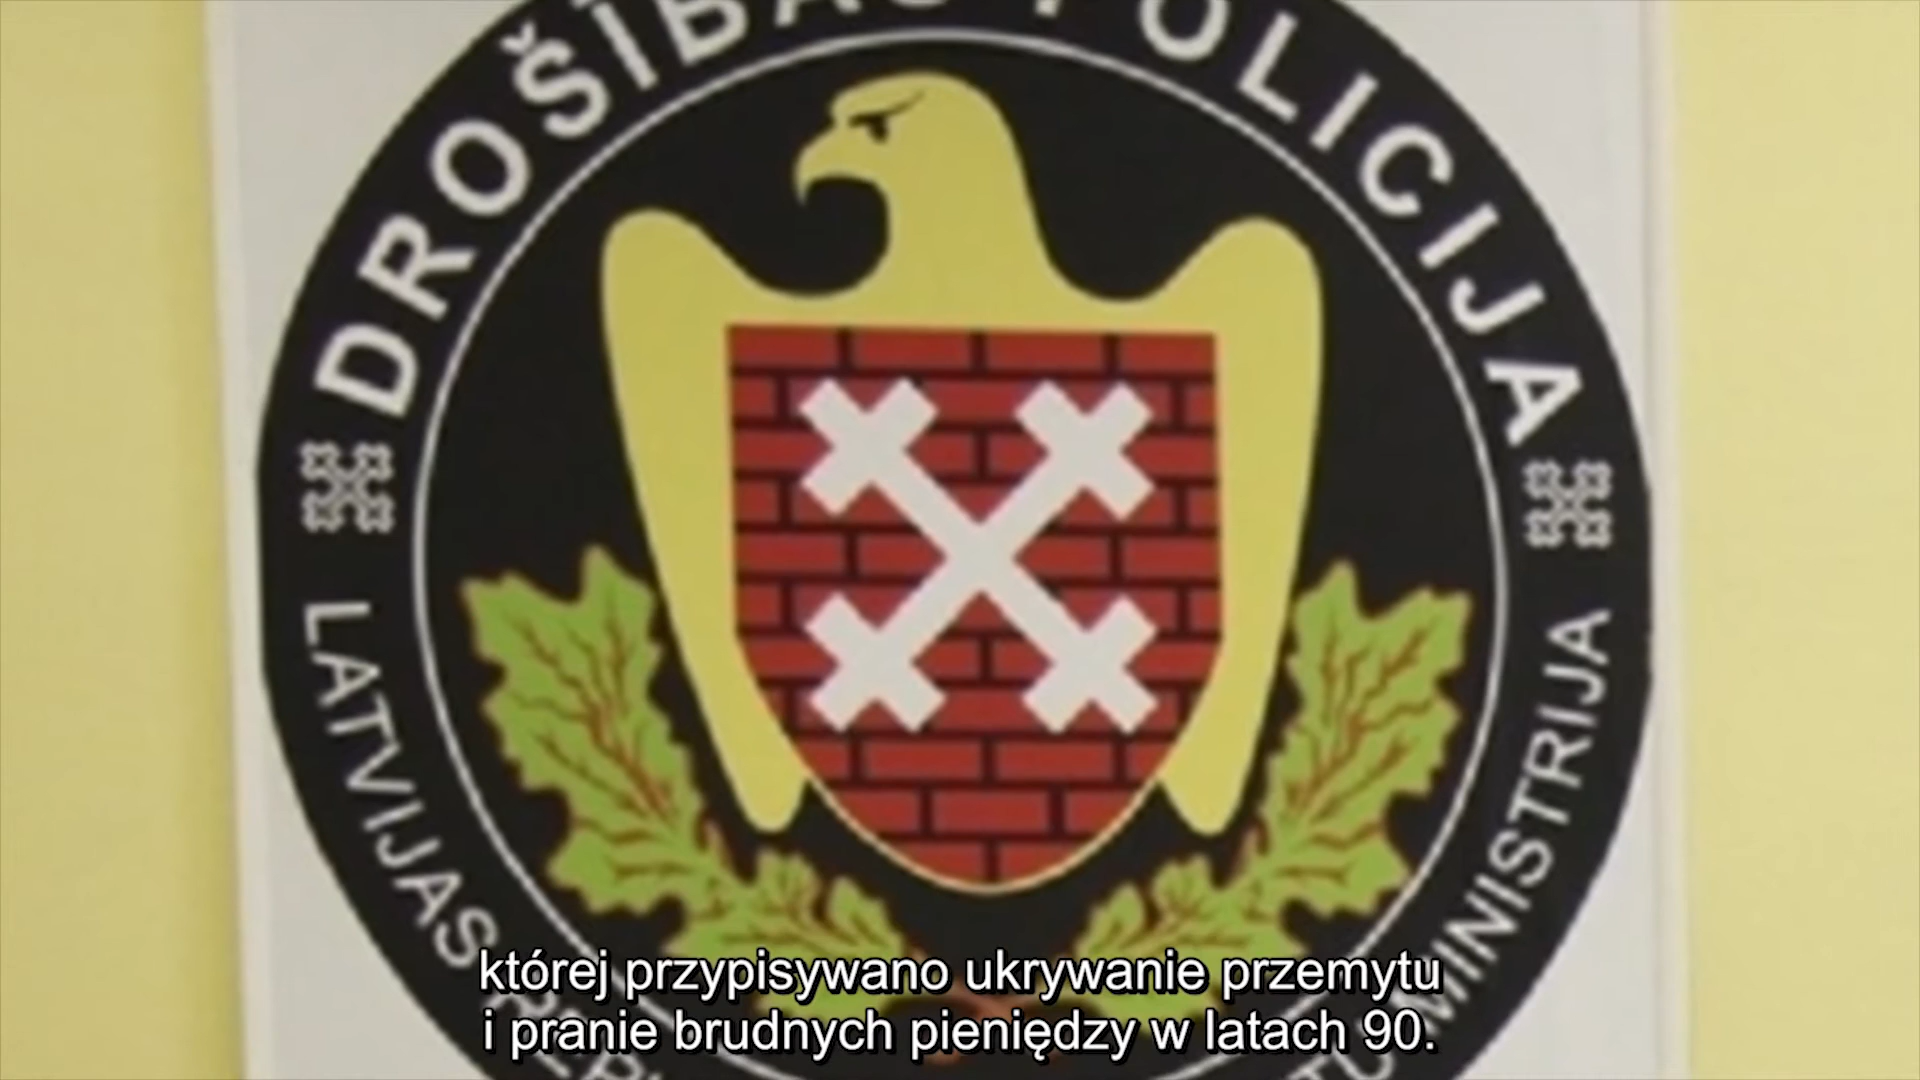 DROŠĪBAS POLICIJA
LATVIJAS
MINISTRIJA
której przypisywano ukrywanie przemytu
i pranie brudnych pieniędzy w latach 90.